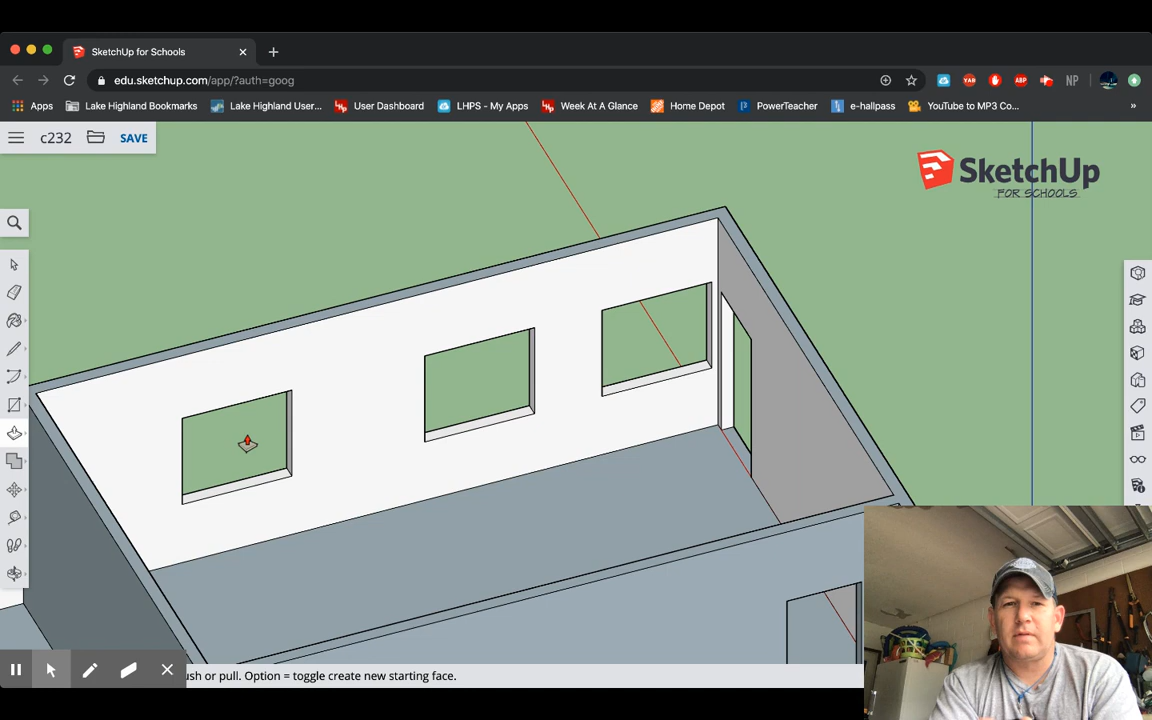 SketchUp for Schools
edu.sketchup.com/app/?auth=goog
ABP NP
Apps Lake Highland Bookmarks Lake Highland User... User Dashboard LHPS - My Apps Week At A Glance Home Depot PowerTeacher e-hallpass YouTube to MP3 Co... »
c232 SAVE
SketchUp
FOR SCHOOLS
ush or pull. Option = toggle create new starting face.